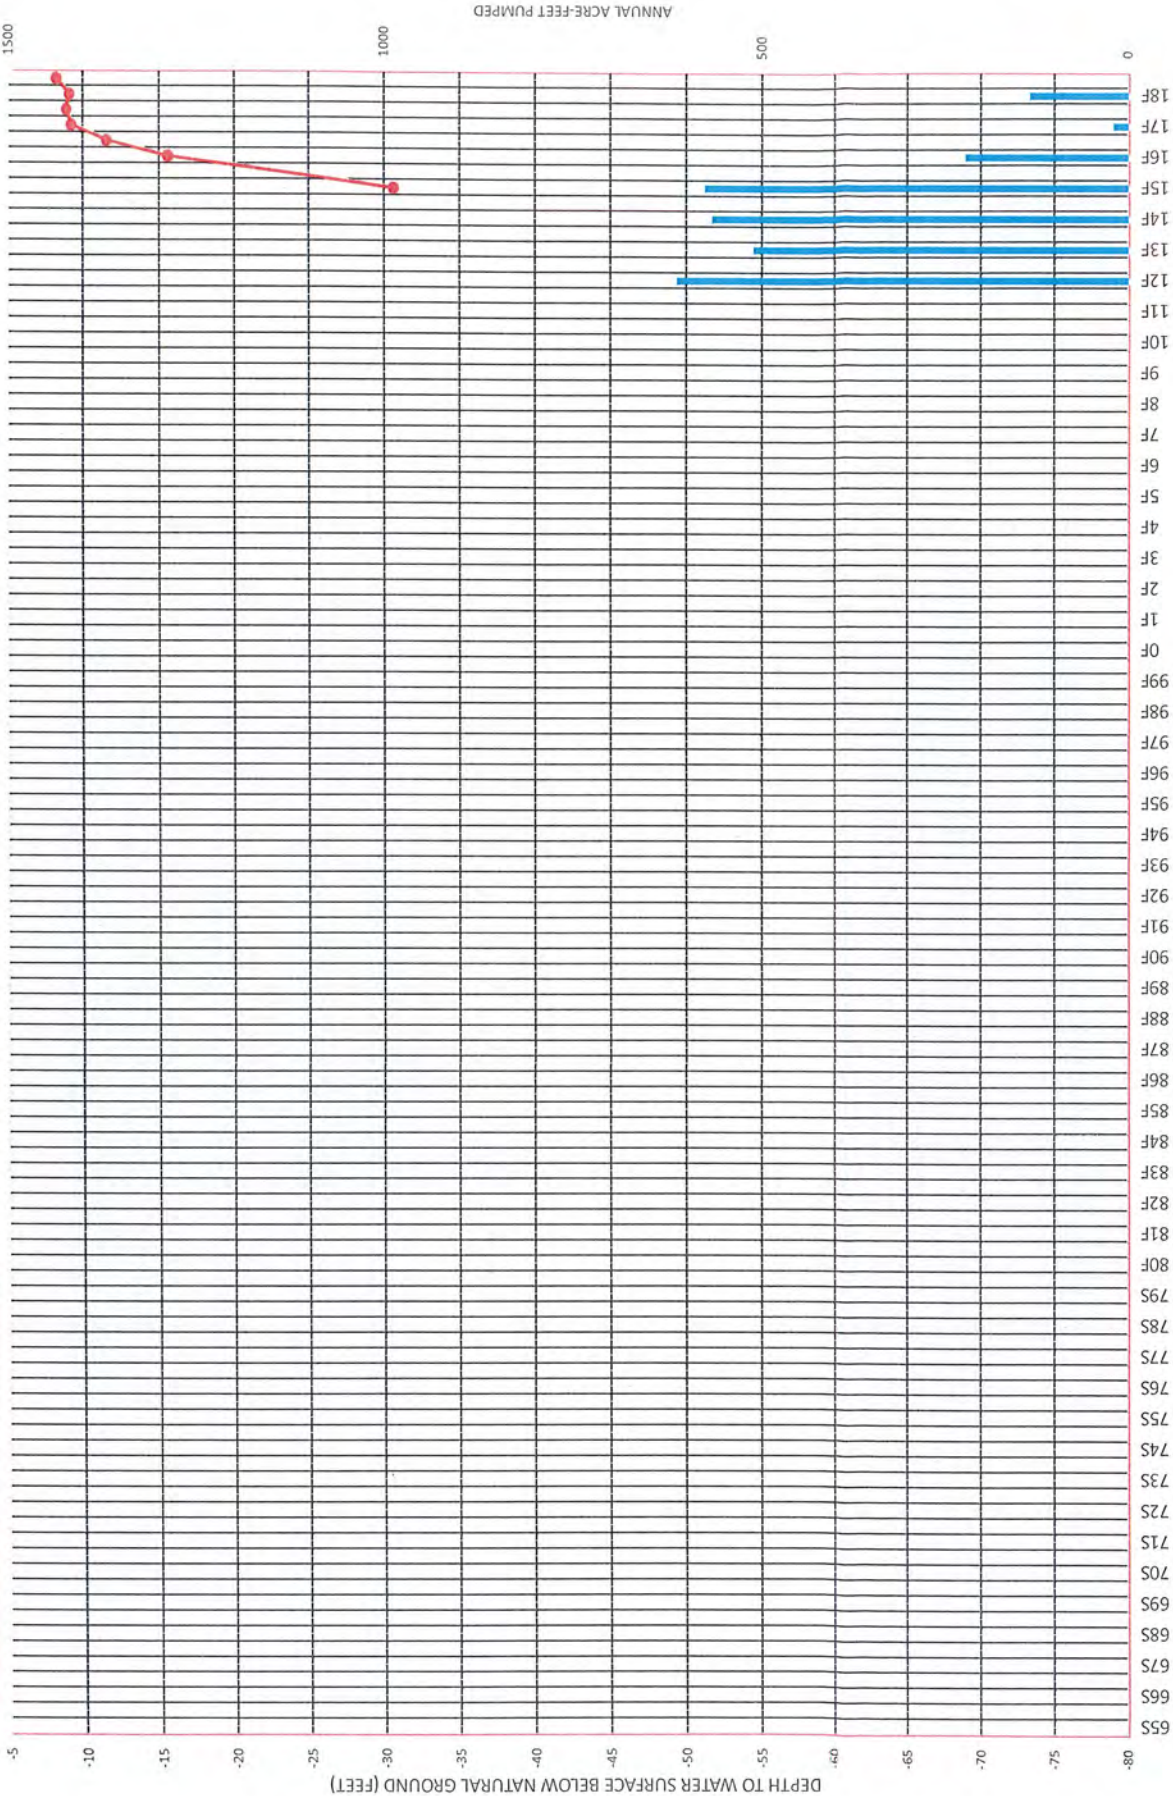 ANNUAL ACRE-FEET PUMPED
1500
1000
500
0
18F
17F
16F
15F
14F
13F
12F
11F
10F
9F
8F
7F
6F
5F
4F
3F
2F
1F
0F
99F
98F
97F
96F
95F
94F
93F
92F
91F
90F
89F
88F
87F
86F
85F
84F
83F
82F
81F
80F
79S
78S
77S
76S
75S
74S
73S
72S
71S
70S
69S
68S
67S
66S
65S
-5
-10
-15
-20
-25
-30
-35
-40
-45
-50
-55
-60
-65
-70
-75
-80
DEPTH TO WATER SURFACE BELOW NATURAL GROUND (FEET)